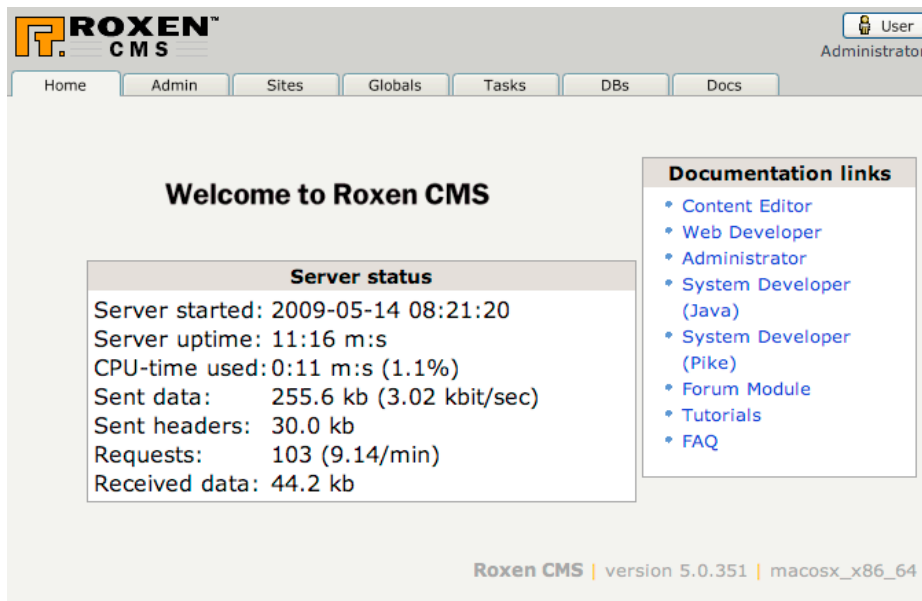 ROXEN™
CMS
User
Administrator
Home Admin Sites Globals Tasks DBs Docs
Welcome to Roxen CMS
Server status
Server started: 2009-05-14 08:21:20
Server uptime: 11:16 m:s
CPU-time used: 0:11 m:s (1.1%)
Sent data: 255.6 kb (3.02 kbit/sec)
Sent headers: 30.0 kb
Requests: 103 (9.14/min)
Received data: 44.2 kb
Documentation links
Content Editor
Web Developer
Administrator
System Developer
(Java)
System Developer
(Pike)
Forum Module
Tutorials
FAQ
Roxen CMS | version 5.0.351 | macosx_x86_64